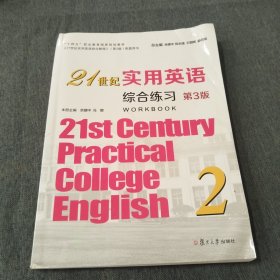 21世纪 实用英语
综合练习 第3版
WORKBOOK
21st Century
Practical
College
English
2
复旦大学出版社